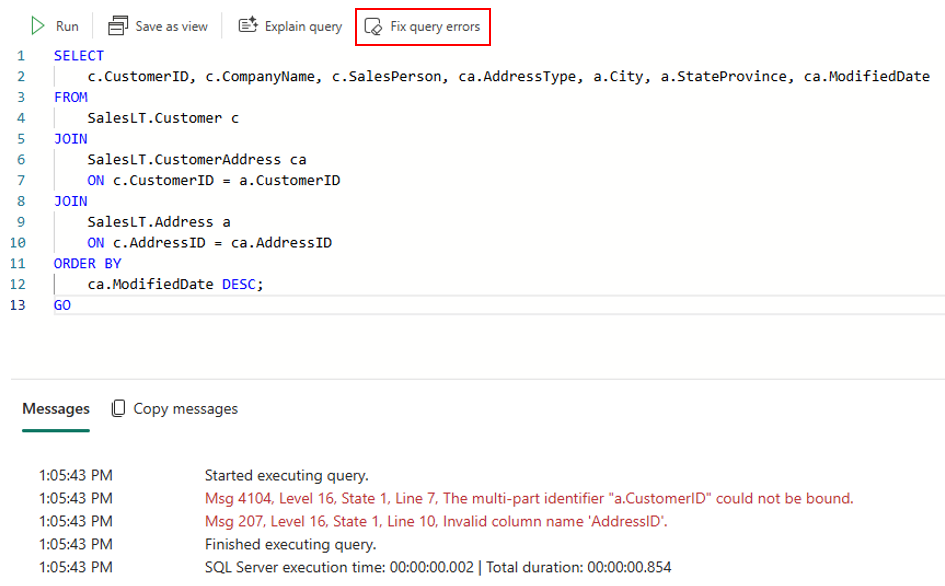 Run Save as view Explain query Fix query errors
1 SELECT
2 c.CustomerID, c.CompanyName, c.SalesPerson, ca.AddressType, a.City, a.StateProvince, ca.ModifiedDate
3 FROM
4 SalesLT.Customer c
5 JOIN
6 SalesLT.CustomerAddress ca
7 ON c.CustomerID = a.CustomerID
8 JOIN
9 SalesLT.Address a
10 ON c.AddressID = ca.AddressID
11 ORDER BY
12 ca.ModifiedDate DESC;
13 GO
Messages Copy messages
1:05:43 PM Started executing query.
1:05:43 PM Msg 4104, Level 16, State 1, Line 7, The multi-part identifier "a.CustomerID" could not be bound.
1:05:43 PM Msg 207, Level 16, State 1, Line 10, Invalid column name 'AddressID'.
1:05:43 PM Finished executing query.
1:05:43 PM SQL Server execution time: 00:00:00.002 | Total duration: 00:00:00.854